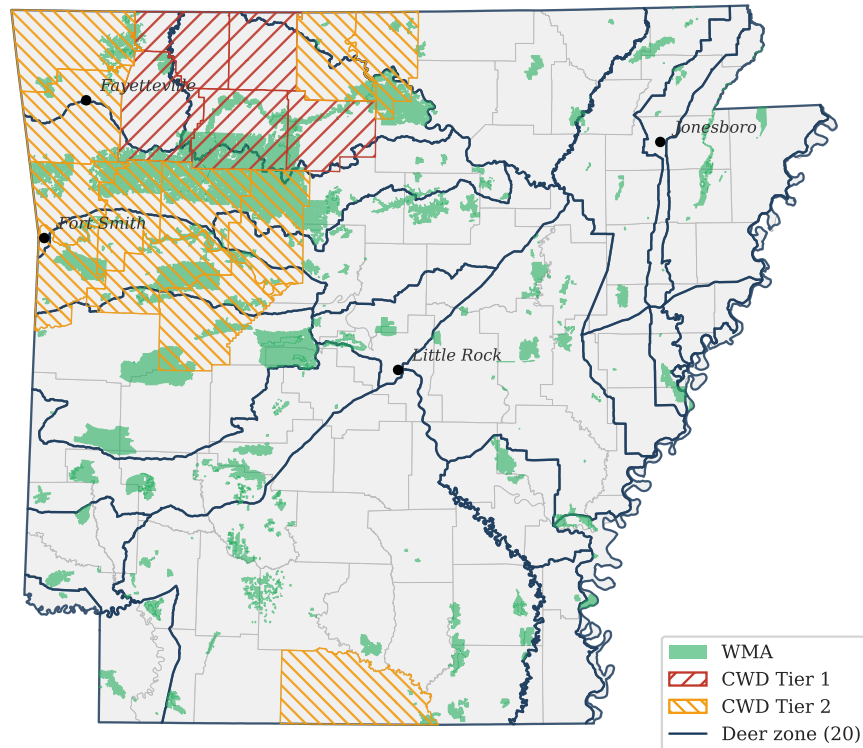 Fayetteville
Jonesboro
Fort Smith
Little Rock
WMA
CWD Tier 1
CWD Tier 2
Deer zone (20)